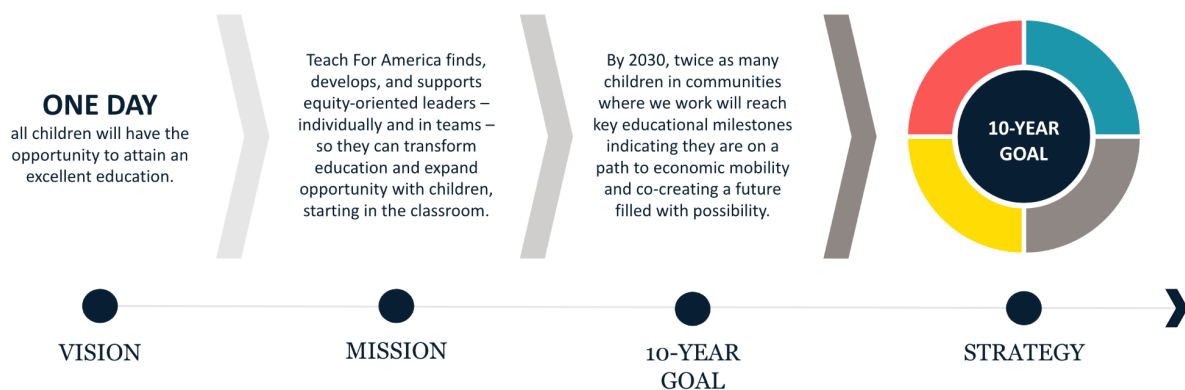 ONE DAY
all children will have the
opportunity to attain an
excellent education.
Teach For America finds,
develops, and supports
equity-oriented leaders –
individually and in teams –
so they can transform
education and expand
opportunity with children,
starting in the classroom.
By 2030, twice as many
children in communities
where we work will reach
key educational milestones
indicating they are on a
path to economic mobility
and co-creating a future
filled with possibility.
10-YEAR
GOAL
VISION
MISSION
10-YEAR
GOAL
STRATEGY